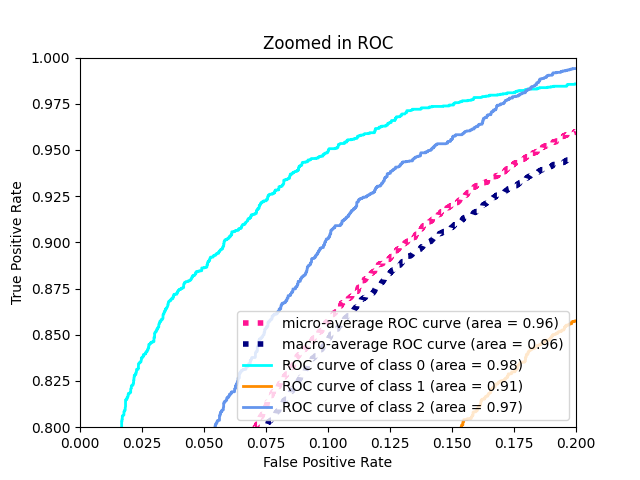 Zoomed in ROC
True Positive Rate
1.000
0.975
0.950
0.925
0.900
0.875
0.850
0.825
0.800
micro-average ROC curve (area = 0.96)
macro-average ROC curve (area = 0.96)
ROC curve of class 0 (area = 0.98)
ROC curve of class 1 (area = 0.91)
ROC curve of class 2 (area = 0.97)
0.000 0.025 0.050 0.075 0.100 0.125 0.150 0.175 0.200
False Positive Rate